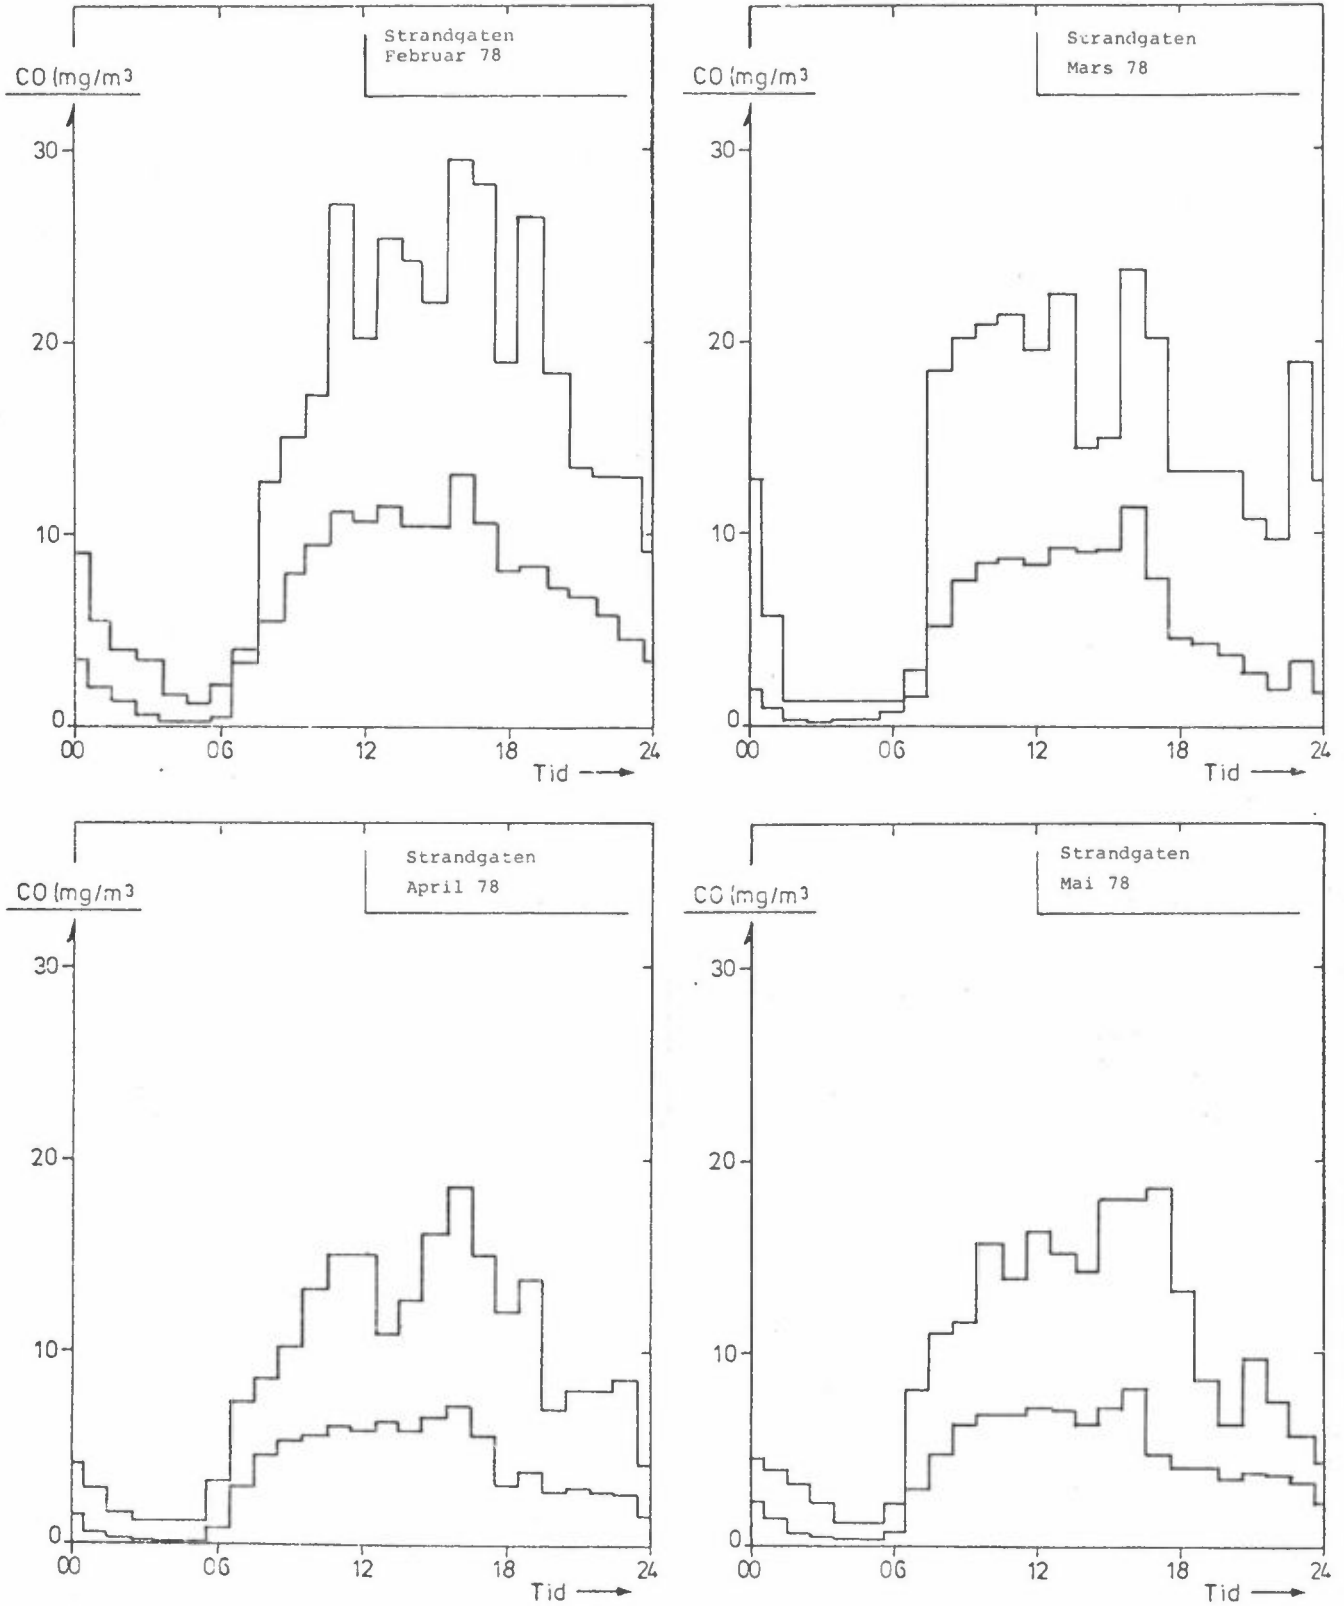 Strandgaten
Februar 78
CO (mg/m3
30
20
10
0
00 06 12 18 24
Tid
Strandgaten
Mars 78
CO (mg/m3
30
20
10
0
00 06 12 18 24
Tid
Strandgaten
April 78
CO (mg/m3
30
20
10
0
00 06 12 18 24
Tid
Strandgaten
Mai 78
CO (mg/m3
30
20
10
0
00 06 12 18 24
Tid